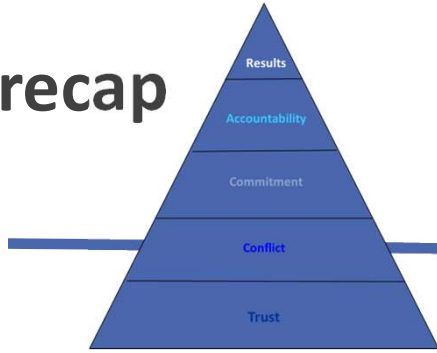 recap
Results
Accountability
Commitment
Conflict
Trust